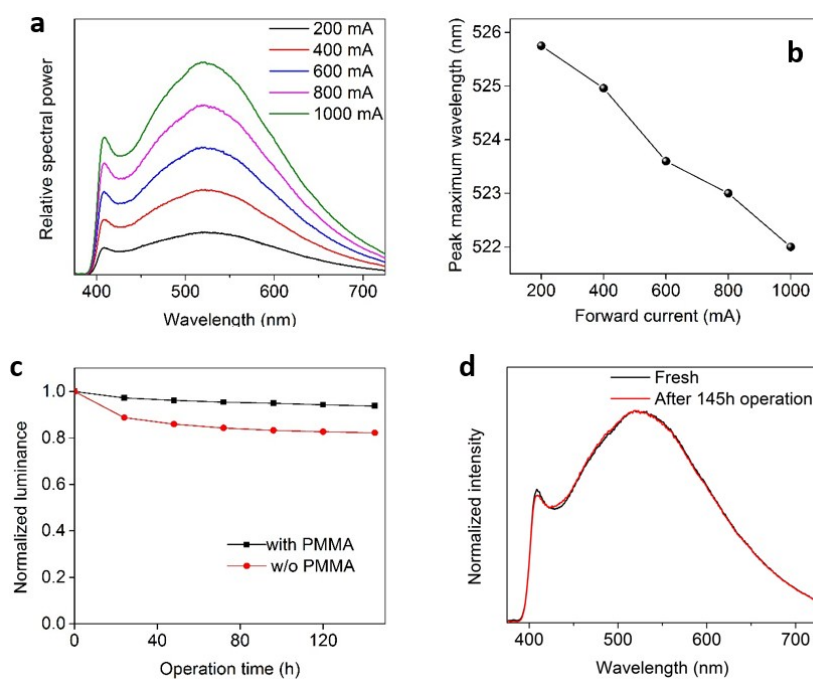 a
200 mA
400 mA
600 mA
800 mA
1000 mA
Relative spectral power
400 500 600 700
Wavelength (nm)
b
526
525
524
523
522
Peak maximum wavelength (nm)
200 400 600 800 1000
Forward current (mA)
c
1.0
0.8
0.6
0.4
0.2
0.0
Normalized luminance
with PMMA
w/o PMMA
0 40 80 120
Operation time (h)
d
Fresh
After 145h operation
Normalized intensity
400 500 600 700
Wavelength (nm)